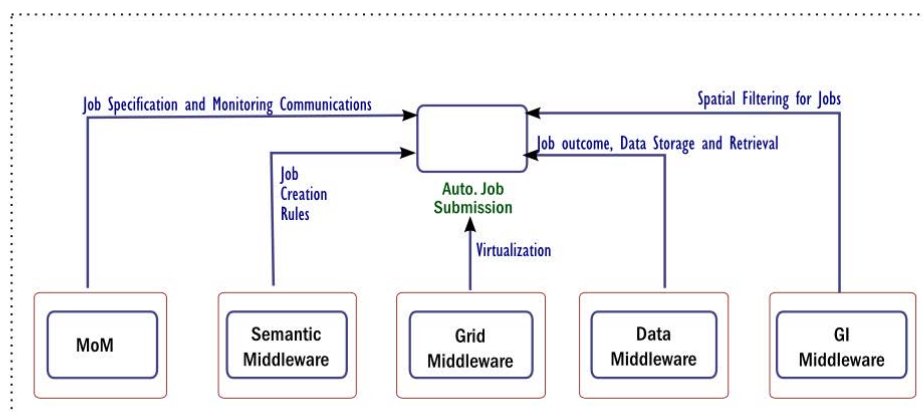 Job Specification and Monitoring Communications
Spatial Filtering for Jobs
Job outcome, Data Storage and Retrieval
Job
Creation
Rules
Auto. Job
Submission
Virtualization
MoM
Semantic
Middleware
Grid
Middleware
Data
Middleware
GI
Middleware